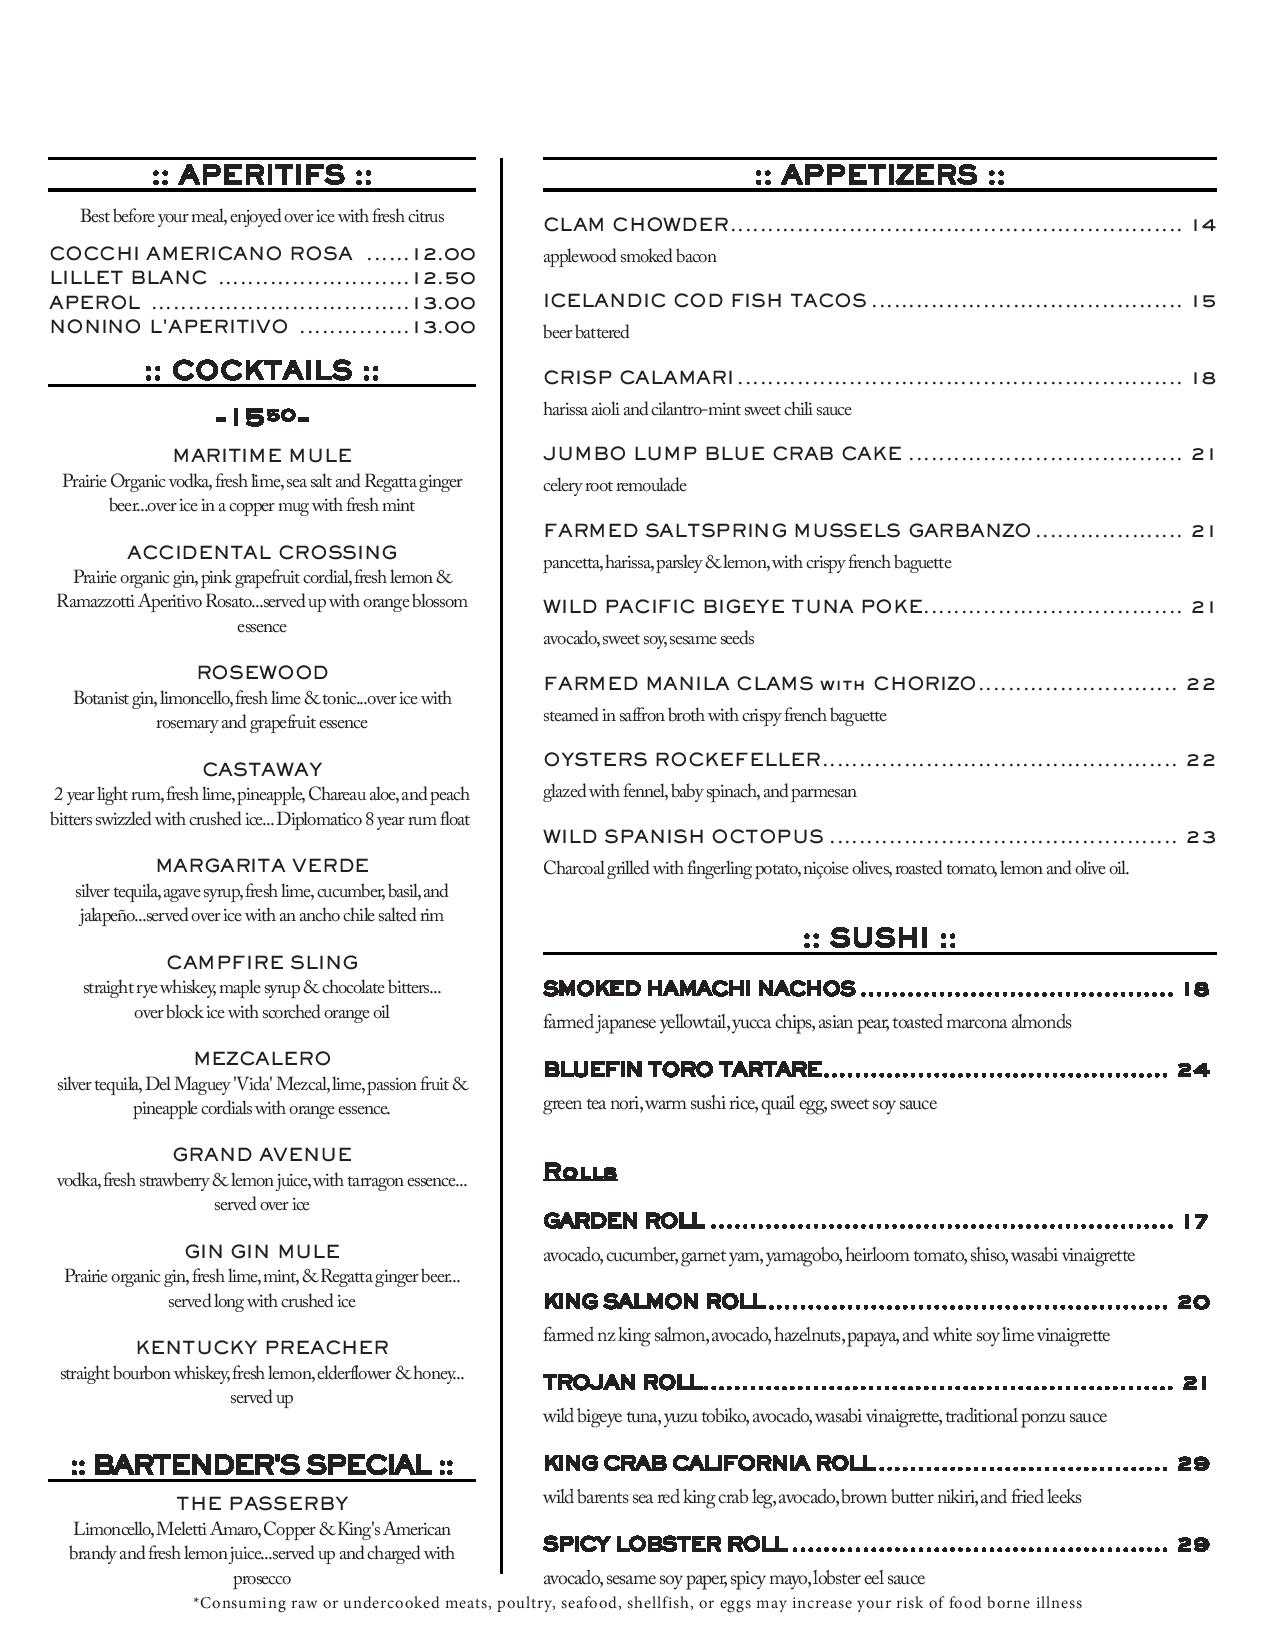 :: APERITIFS ::
Best before your meal, enjoyed over ice with fresh citrus
COCCHI AMERICANO ROSA ......12.00
LILLET BLANC ..........................12.50
APEROL ...................................13.00
NONINO L'APERITIVO ...............13.00
:: COCKTAILS ::
-15⁵⁰-
MARITIME MULE
Prairie Organic vodka, fresh lime, sea salt and Regatta ginger
beer...over ice in a copper mug with fresh mint
ACCIDENTAL CROSSING
Prairie organic gin, pink grapefruit cordial, fresh lemon &
Ramazzotti Aperitivo Rosato...served up with orange blossom
essence
ROSEWOOD
Botanist gin, limoncello, fresh lime & tonic...over ice with
rosemary and grapefruit essence
CASTAWAY
2 year light rum, fresh lime, pineapple, Chareau aloe, and peach
bitters swizzled with crushed ice... Diplomatico 8 year rum float
MARGARITA VERDE
silver tequila, agave syrup, fresh lime, cucumber, basil, and
jalapeño...served over ice with an ancho chile salted rim
CAMPFIRE SLING
straight rye whiskey, maple syrup & chocolate bitters...
over block ice with scorched orange oil
MEZCALERO
silver tequila, Del Maguey 'Vida' Mezcal, lime, passion fruit &
pineapple cordials with orange essence.
GRAND AVENUE
vodka, fresh strawberry & lemon juice, with tarragon essence...
served over ice
GIN GIN MULE
Prairie organic gin, fresh lime, mint, & Regatta ginger beer...
served long with crushed ice
KENTUCKY PREACHER
straight bourbon whiskey, fresh lemon, elderflower & honey...
served up
:: BARTENDER'S SPECIAL ::
THE PASSERBY
Limoncello, Meletti Amaro, Copper & King's American
brandy and fresh lemon juice...served up and charged with
prosecco
:: APPETIZERS ::
CLAM CHOWDER............................................................. 14
applewood smoked bacon
ICELANDIC COD FISH TACOS .......................................... 15
beer battered
CRISP CALAMARI ............................................................ 18
harissa aioli and cilantro-mint sweet chili sauce
JUMBO LUMP BLUE CRAB CAKE ..................................... 21
celery root remoulade
FARMED SALTSPRING MUSSELS GARBANZO .................... 21
pancetta, harissa, parsley & lemon, with crispy french baguette
WILD PACIFIC BIGEYE TUNA POKE................................... 21
avocado, sweet soy, sesame seeds
FARMED MANILA CLAMS WITH CHORIZO........................... 22
steamed in saffron broth with crispy french baguette
OYSTERS ROCKEFELLER................................................ 22
glazed with fennel, baby spinach, and parmesan
WILD SPANISH OCTOPUS ............................................... 23
Charcoal grilled with fingerling potato, niçoise olives, roasted tomato, lemon and olive oil.
:: SUSHI ::
SMOKED HAMACHI NACHOS ........................................ 18
farmed japanese yellowtail, yucca chips, asian pear, toasted marcona almonds
BLUEFIN TORO TARTARE............................................ 24
green tea nori, warm sushi rice, quail egg, sweet soy sauce
ROLLS
GARDEN ROLL ........................................................... 17
avocado, cucumber, garnet yam, yamagobo, heirloom tomato, shiso, wasabi vinaigrette
KING SALMON ROLL................................................... 20
farmed nz king salmon, avocado, hazelnuts, papaya, and white soy lime vinaigrette
TROJAN ROLL............................................................ 21
wild bigeye tuna, yuzu tobiko, avocado, wasabi vinaigrette, traditional ponzu sauce
KING CRAB CALIFORNIA ROLL..................................... 29
wild barents sea red king crab leg, avocado, brown butter nikiri, and fried leeks
SPICY LOBSTER ROLL ................................................ 29
avocado, sesame soy paper, spicy mayo, lobster eel sauce
*Consuming raw or undercooked meats, poultry, seafood, shellfish, or eggs may increase your risk of food borne illness